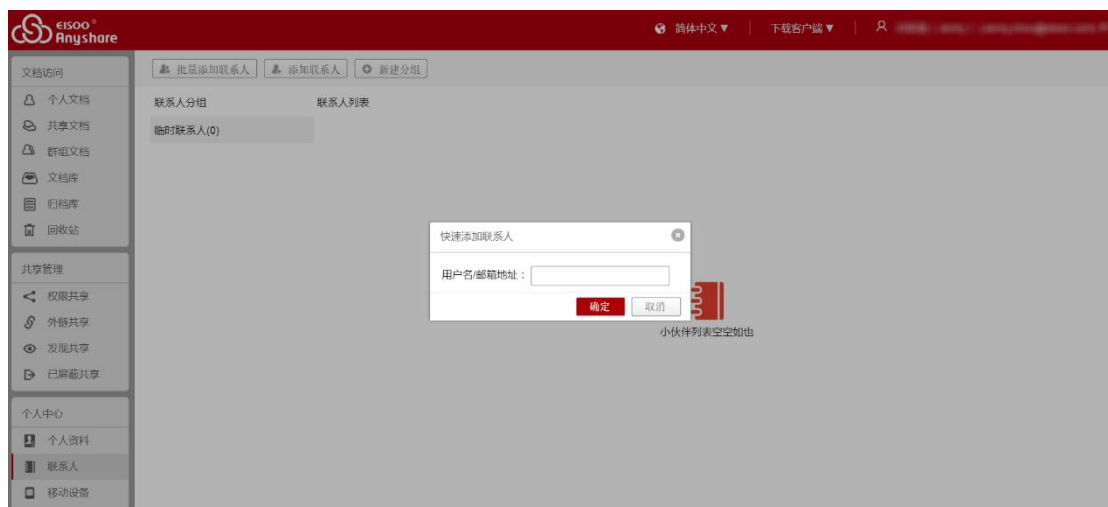 EISOO®
Anyshare
简体中文▼
下载客户端▼
文档访问
个人文档
共享文档
群组文档
文档库
归档库
回收站
共享管理
权限共享
外链共享
发现共享
已屏蔽共享
个人中心
个人资料
联系人
移动设备
批量添加联系人
添加联系人
新建分组
联系人分组
联系人列表
临时联系人(0)
快速添加联系人
用户名/邮箱地址：
确定
取消
小伙伴列表空空如也